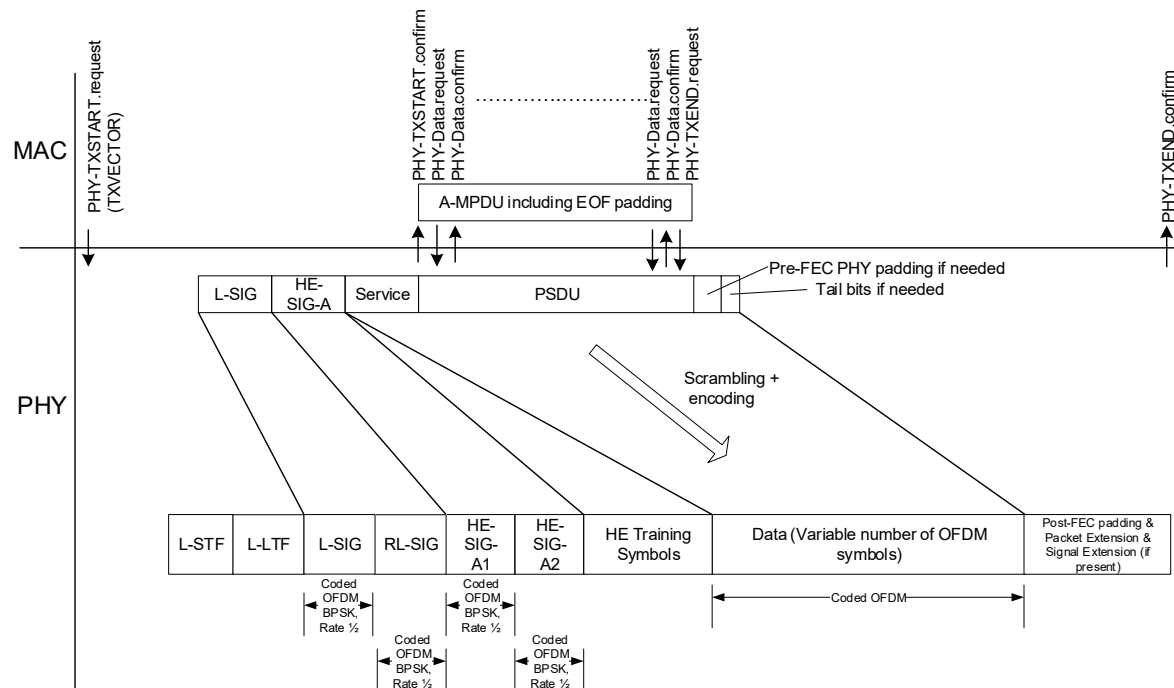 PHY-TXSTART.request
(TXVECTOR)
PHY-TXSTART.confirm
PHY-Data.request
PHY-Data.confirm
PHY-Data.request
PHY-Data.confirm
PHY-TXEND.request
PHY-TXEND.confirm
MAC
A-MPDU including EOF padding
Pre-FEC PHY padding if needed
Tail bits if needed
L-SIG
HE-
SIG-A
Service
PSDU
Scrambling +
encoding
PHY
L-STF
L-LTF
L-SIG
RL-SIG
HE-
SIG-
A1
HE-
SIG-
A2
HE Training
Symbols
Data (Variable number of OFDM
symbols)
Post-FEC padding &
Packet Extension &
Signal Extension (if
present)
Coded
OFDM
BPSK,
Rate ½
Coded
OFDM
BPSK,
Rate ½
Coded OFDM
Coded
OFDM
BPSK,
Rate ½
Coded
OFDM
BPSK,
Rate ½